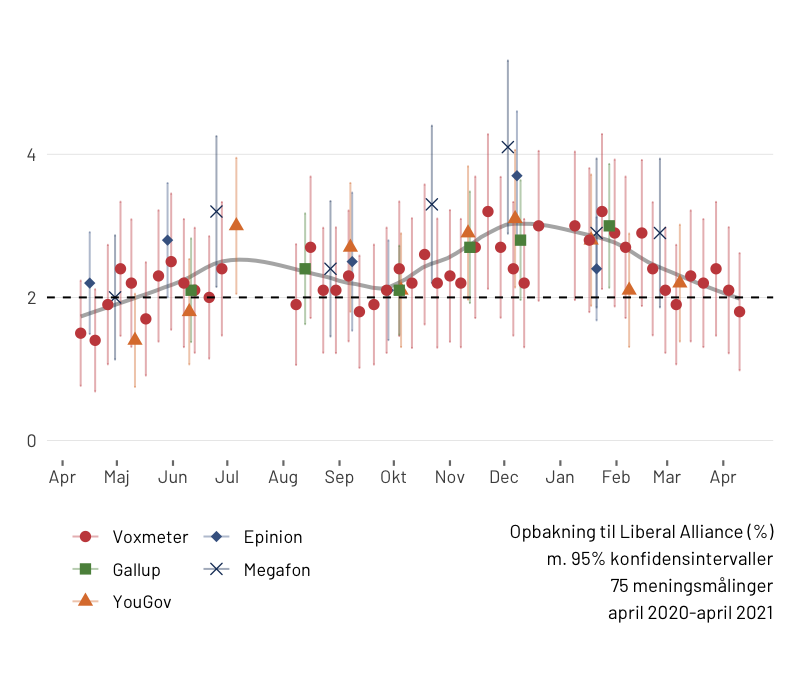 4
2
0
Apr Maj Jun Jul Aug Sep Okt Nov Dec Jan Feb Mar Apr
Voxmeter Epinion
Gallup Megafon
YouGov
Opbakning til Liberal Alliance (%)
m. 95% konfidensintervaller
75 meningsmålinger
april 2020-april 2021